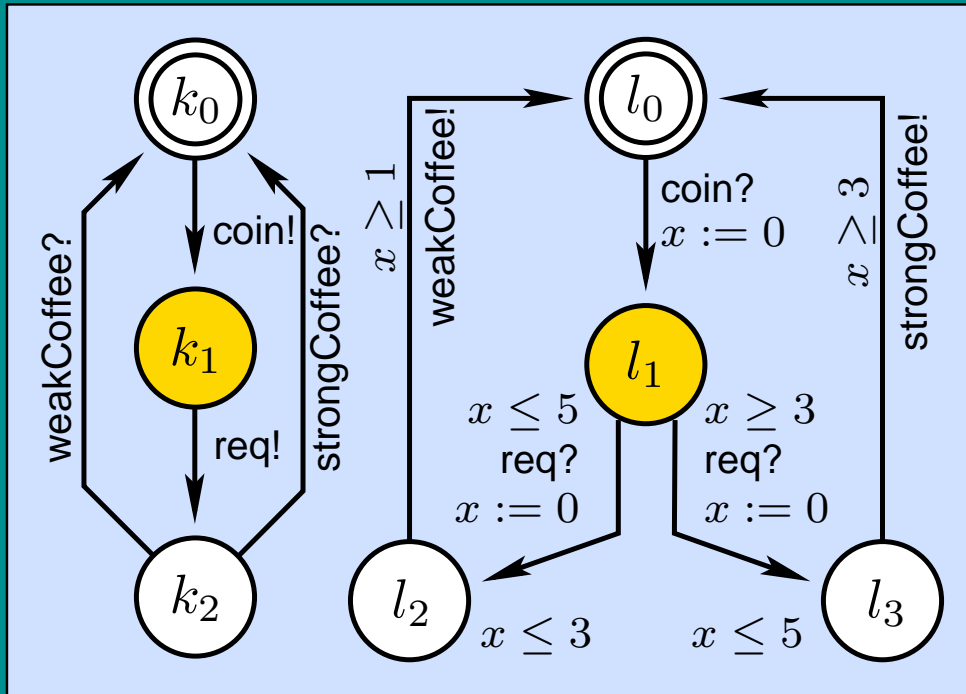 k0
coin!
k1
req!
k2
weakCoffee?
strongCoffee?
l0
coin?
x := 0
l1
x ≤ 5
req?
x := 0
x ≥ 3
req?
x := 0
x ≥ 1
weakCoffee!
x ≥ 3
strongCoffee!
l2
x ≤ 3
x ≤ 5
l3